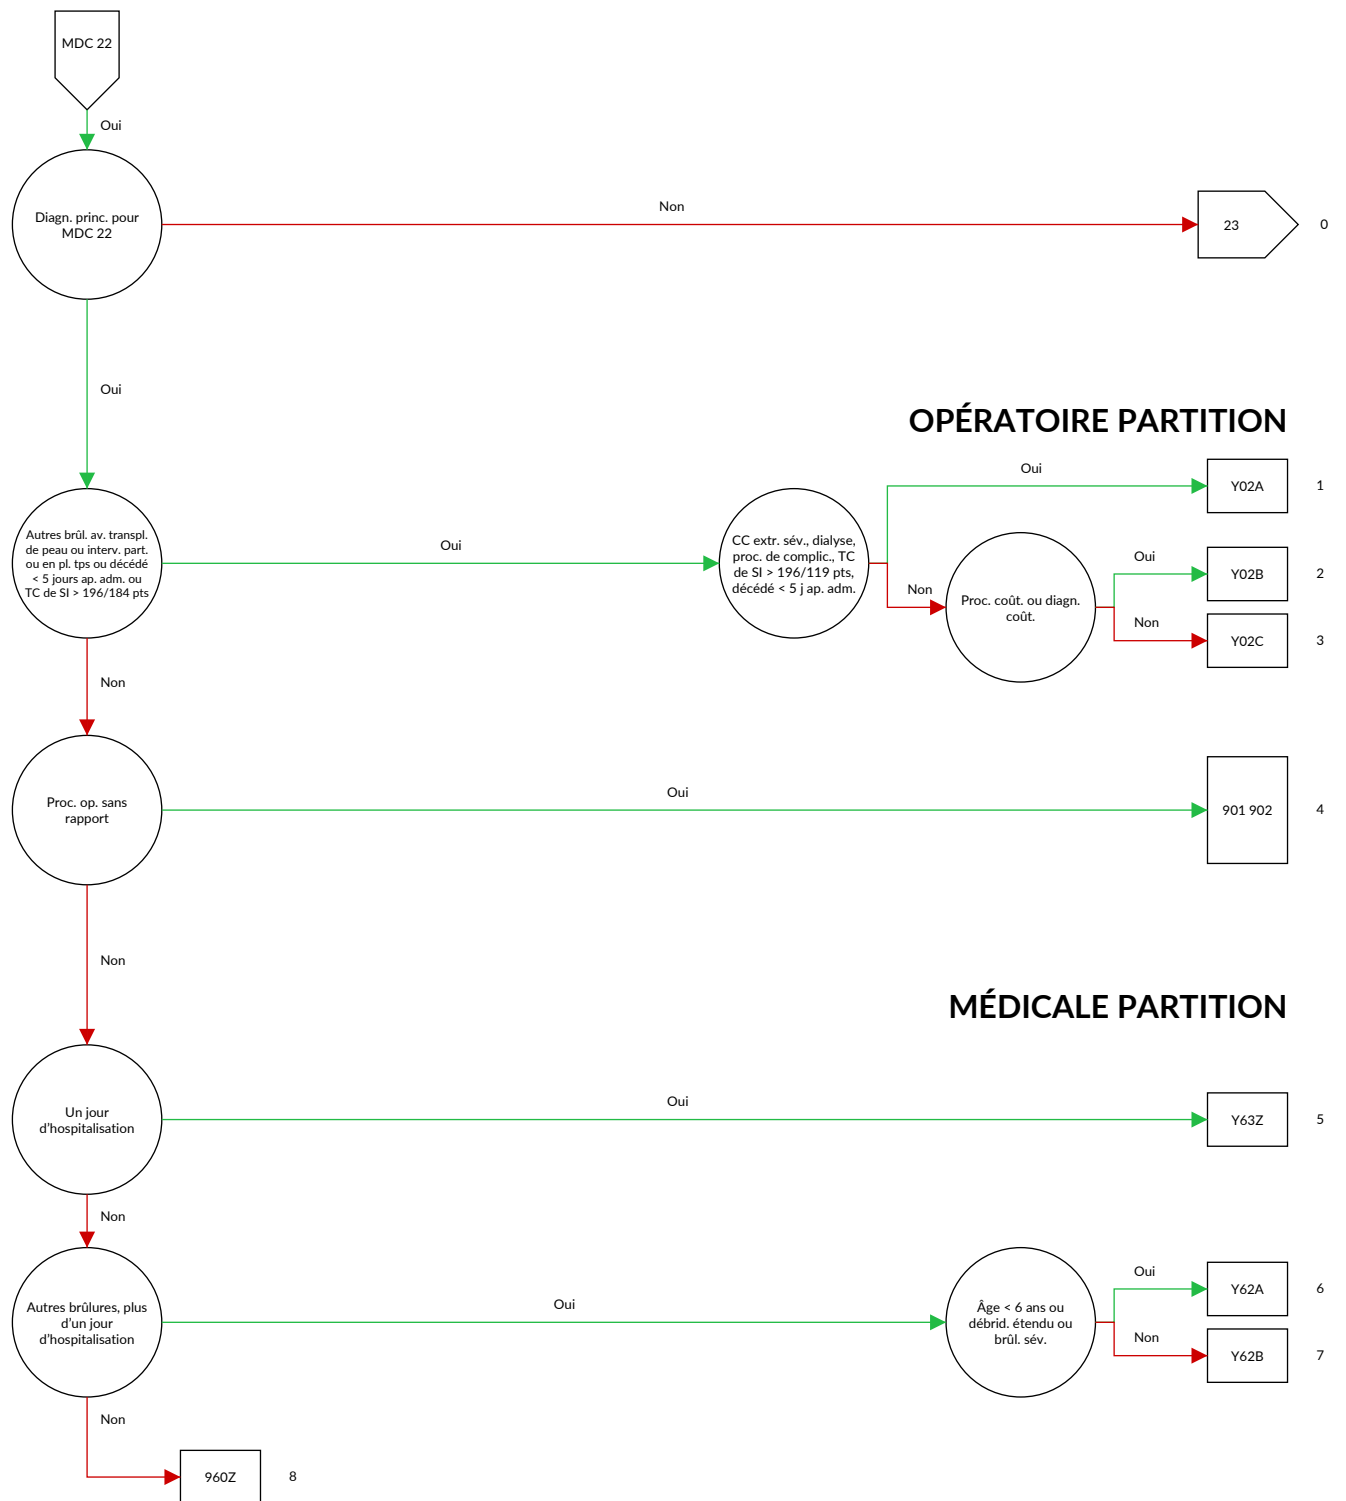 MDC 22
Oui
Diagn. princ. pour
MDC 22
Non
23
0
Oui
OPÉRATOIRE PARTITION
Autres brûl. av. transpl.
de peau ou interv. part.
ou en pl. tps ou décédé
< 5 jours ap. adm. ou
TC de SI > 196/184 pts
Oui
CC extr. sév., dialyse,
proc. de complic., TC
de SI > 196/119 pts,
décédé < 5 j ap. adm.
Oui
Y02A
1
Non
Proc. coût. ou diagn.
coût.
Oui
Y02B
2
Non
Y02C
3
Non
Proc. op. sans
rapport
Oui
901 902
4
Non
MÉDICALE PARTITION
Un jour
d'hospitalisation
Oui
Y63Z
5
Non
Autres brûlures, plus
d'un jour
d'hospitalisation
Oui
Âge < 6 ans ou
débrid. étendu ou
brûl. sév.
Oui
Y62A
6
Non
Y62B
7
Non
960Z
8